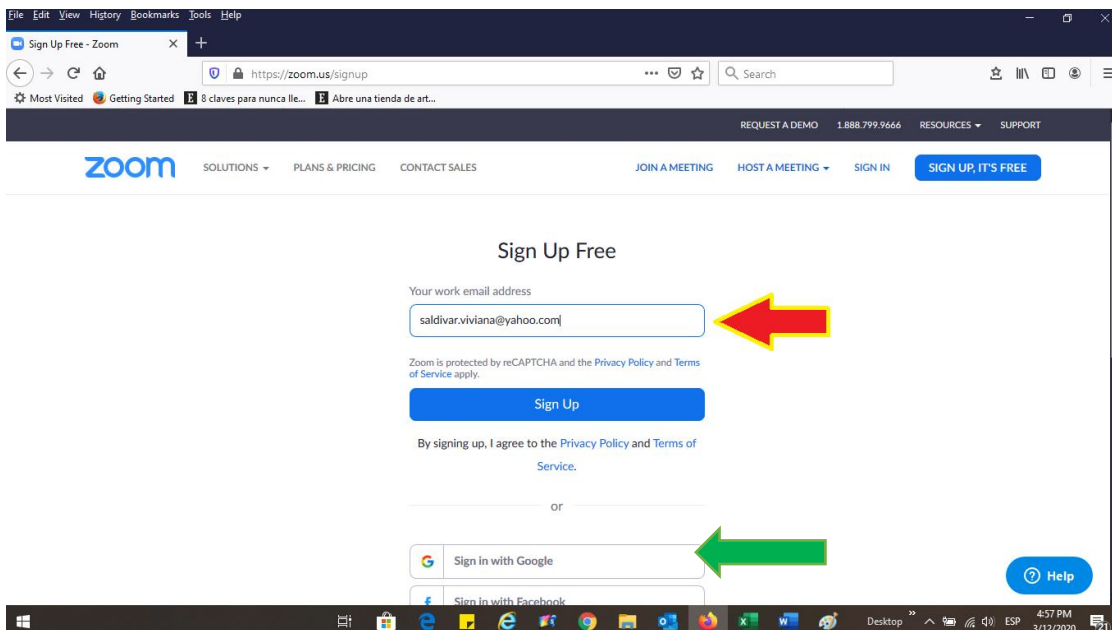 File Edit View History Bookmarks Tools Help
Sign Up Free - Zoom
https://zoom.us/signup
Search
Most Visited Getting Started 8 claves para nunca lle... Abre una tienda de art...
REQUEST A DEMO 1.888.799.9666 RESOURCES SUPPORT
zoom SOLUTIONS PLANS & PRICING CONTACT SALES JOIN A MEETING HOST A MEETING SIGN IN SIGN UP, IT'S FREE
Sign Up Free
Your work email address
saldivar.viviana@yahoo.com
Zoom is protected by reCAPTCHA and the Privacy Policy and Terms
of Service apply.
Sign Up
By signing up, I agree to the Privacy Policy and Terms of
Service.
or
Sign in with Google
Help
Sign in with Facebook
4:57 PM
Desktop ESP
3/12/2020